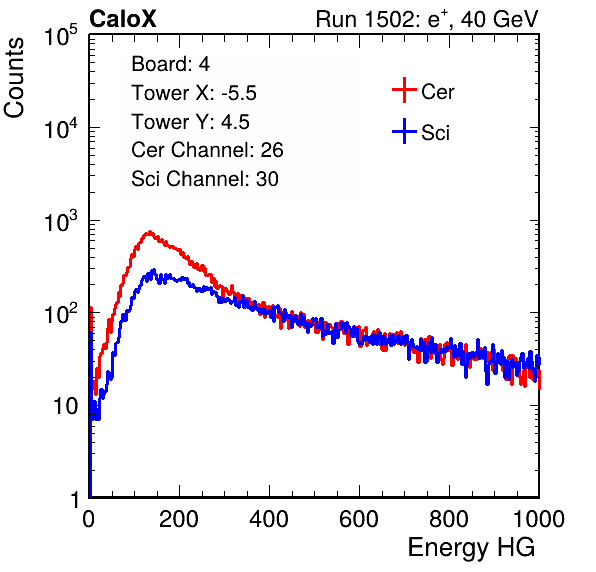 CaloX Run 1502: e+, 40 GeV
Counts
Board: 4
Tower X: -5.5
Tower Y: 4.5
Cer Channel: 26
Sci Channel: 30
Cer
Sci
10^5
10^4
10^3
10^2
10
1
0 200 400 600 800 1000
Energy HG